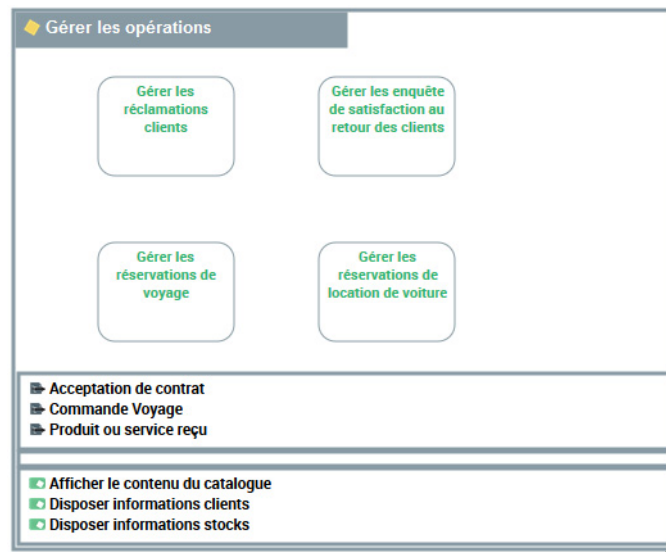 Gérer les opérations
Gérer les
réclamations
clients
Gérer les enquête
de satisfaction au
retour des clients
Gérer les
réservations de
voyage
Gérer les
réservations de
location de voiture
Acceptation de contrat
Commande Voyage
Produit ou service reçu
Afficher le contenu du catalogue
Disposer informations clients
Disposer informations stocks